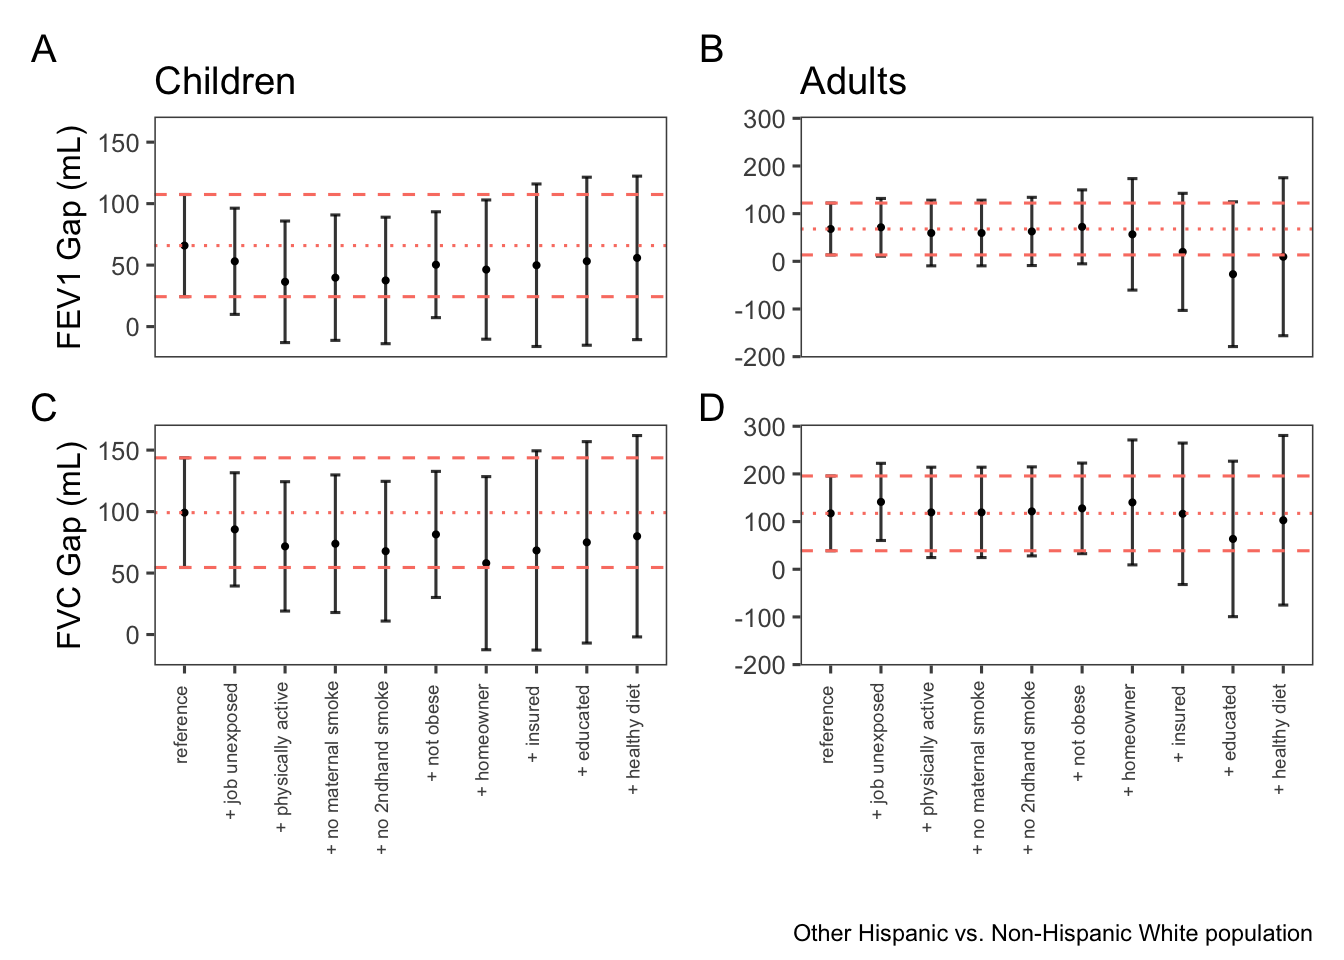 A
Children
FEV1 Gap (mL)
150
100
50
0
B
Adults
300
200
100
0
-100
-200
C
FVC Gap (mL)
150
100
50
0
reference
+ job unexposed
+ physically active
+ no maternal smoke
+ no 2ndhand smoke
+ not obese
+ homeowner
+ insured
+ educated
+ healthy diet
D
300
200
100
0
-100
-200
reference
+ job unexposed
+ physically active
+ no maternal smoke
+ no 2ndhand smoke
+ not obese
+ homeowner
+ insured
+ educated
+ healthy diet
Other Hispanic vs. Non-Hispanic White population